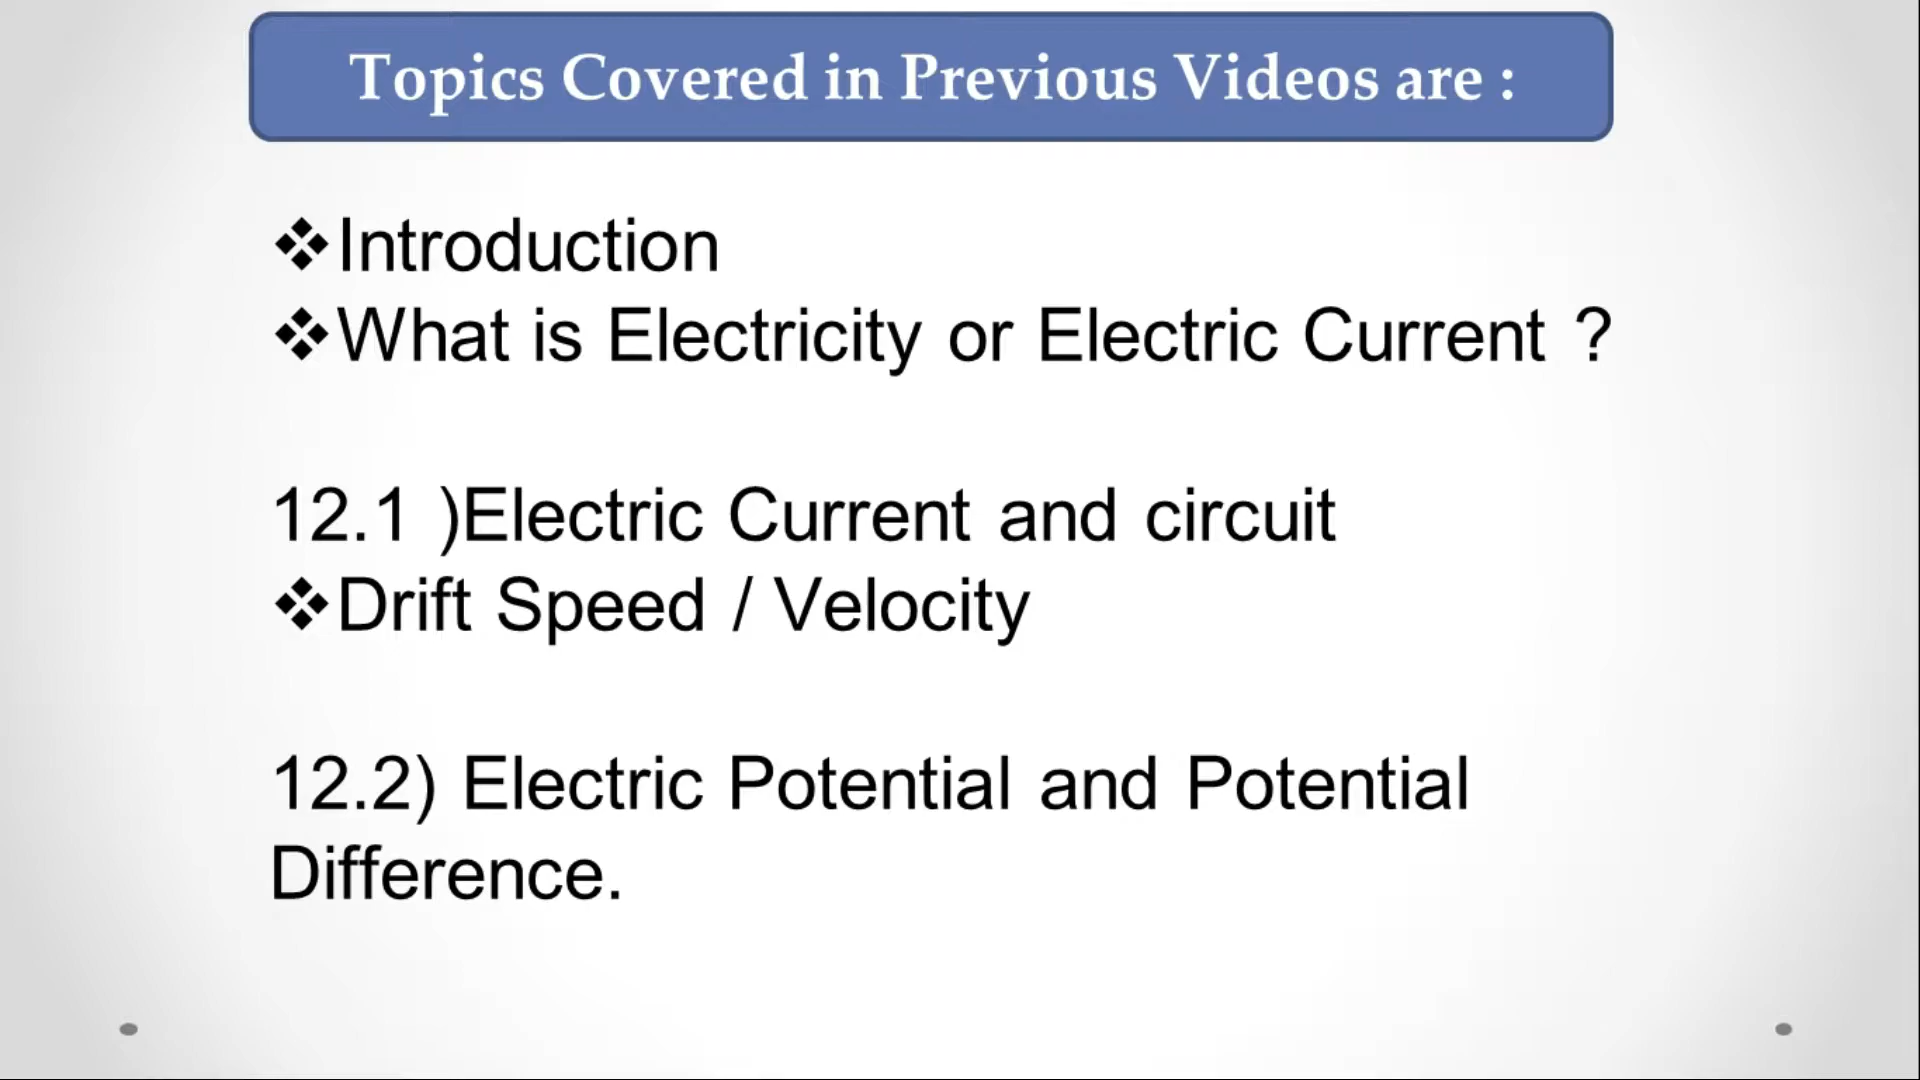 Topics Covered in Previous Videos are :
❖Introduction
❖What is Electricity or Electric Current ?
12.1 )Electric Current and circuit
❖Drift Speed / Velocity
12.2) Electric Potential and Potential
Difference.